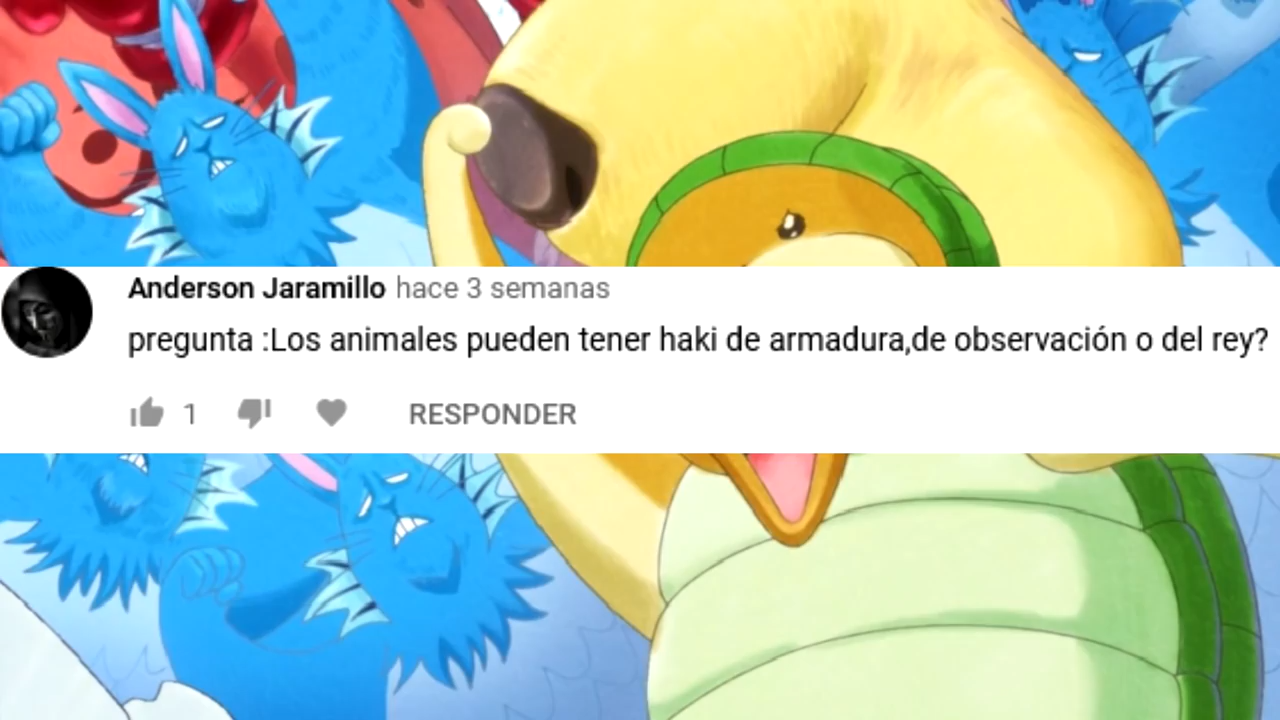 Anderson Jaramillo hace 3 semanas
pregunta :Los animales pueden tener haki de armadura,de observación o del rey?
1 RESPONDER